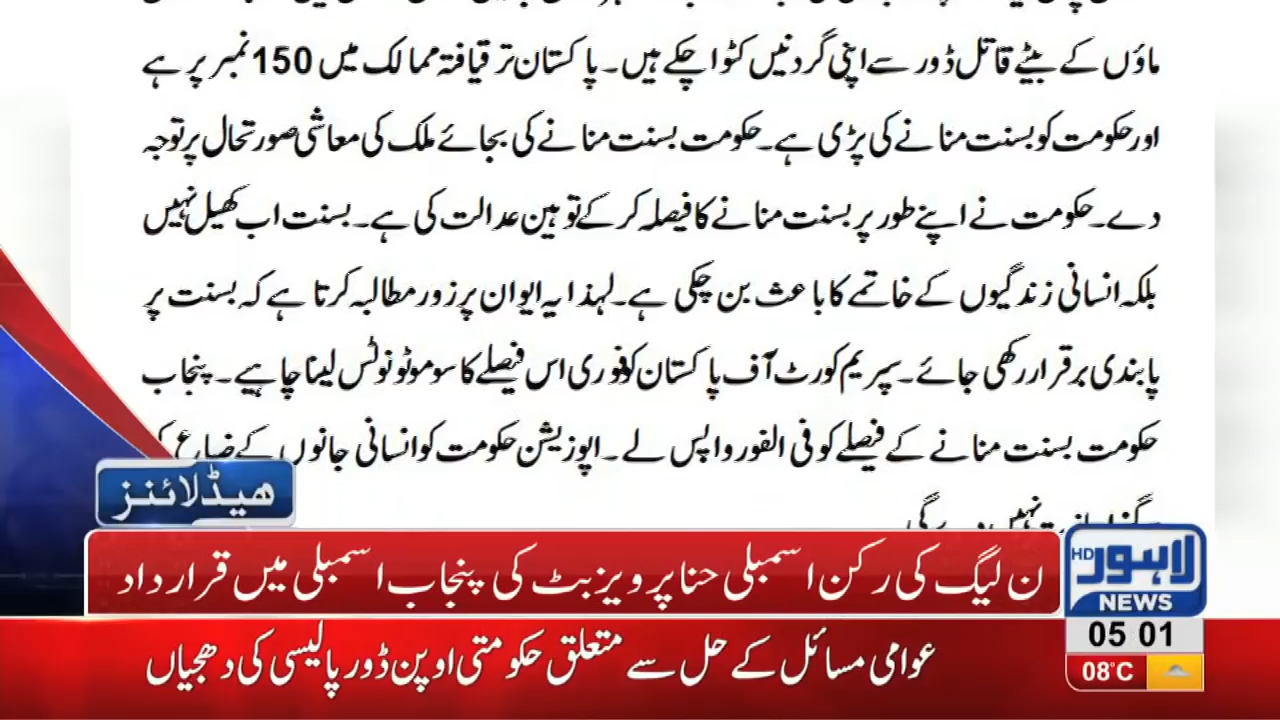 ماؤں کے بیٹے قاتل ڈور سے اپنی گردنیں کٹوا چکے ہیں۔ پاکستان ترقیافتہ ممالک میں 150 نمبر پر ہے
اور حکومت کو بسنت منانے کی پڑی ہے۔ حکومت بسنت منانے کی بجائے ملک کی معاشی صورتحال پر توجہ
دے۔ حکومت نے اپنے طور پر بسنت منانے کا فیصلہ کر کے توہین عدالت کی ہے۔ بسنت اب کھیل نہیں
بلکہ انسانی زندگیوں کے خاتمے کا باعث بن چکی ہے۔ لہذا یہ ایوان پرزور مطالبہ کرتا ہے کہ بسنت پر
پابندی برقرار رکھی جائے۔ سپریم کورٹ آف پاکستان کو فوری اس فیصلے کا سوموٹو نوٹس لینا چاہیے۔ پنجاب
حکومت بسنت منانے کے فیصلے کو فی الفور واپس لے۔ اپوزیشن حکومت کو انسانی جانوں کے ضیاع کی
ھیڈلائنز
ن لیگ کی رکن اسمبلی حنا پرویز بٹ کی پنجاب اسمبلی میں قرار داد
لاہور HD
NEWS
05 01
عوامی مسائل کے حل سے متعلق حکومتی اوپن ڈور پالیسی کی دھجیاں
08°C